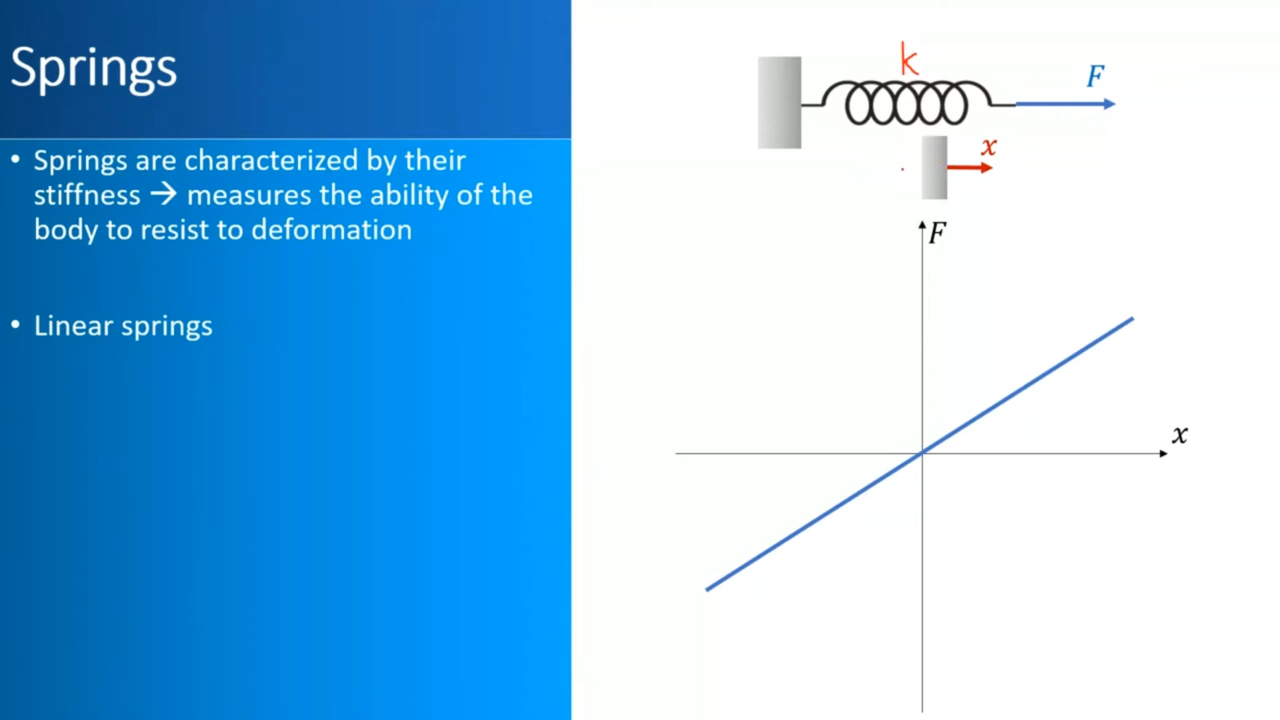 Springs
• Springs are characterized by their
stiffness → measures the ability of the
body to resist to deformation
• Linear springs
k
F
x
F
x